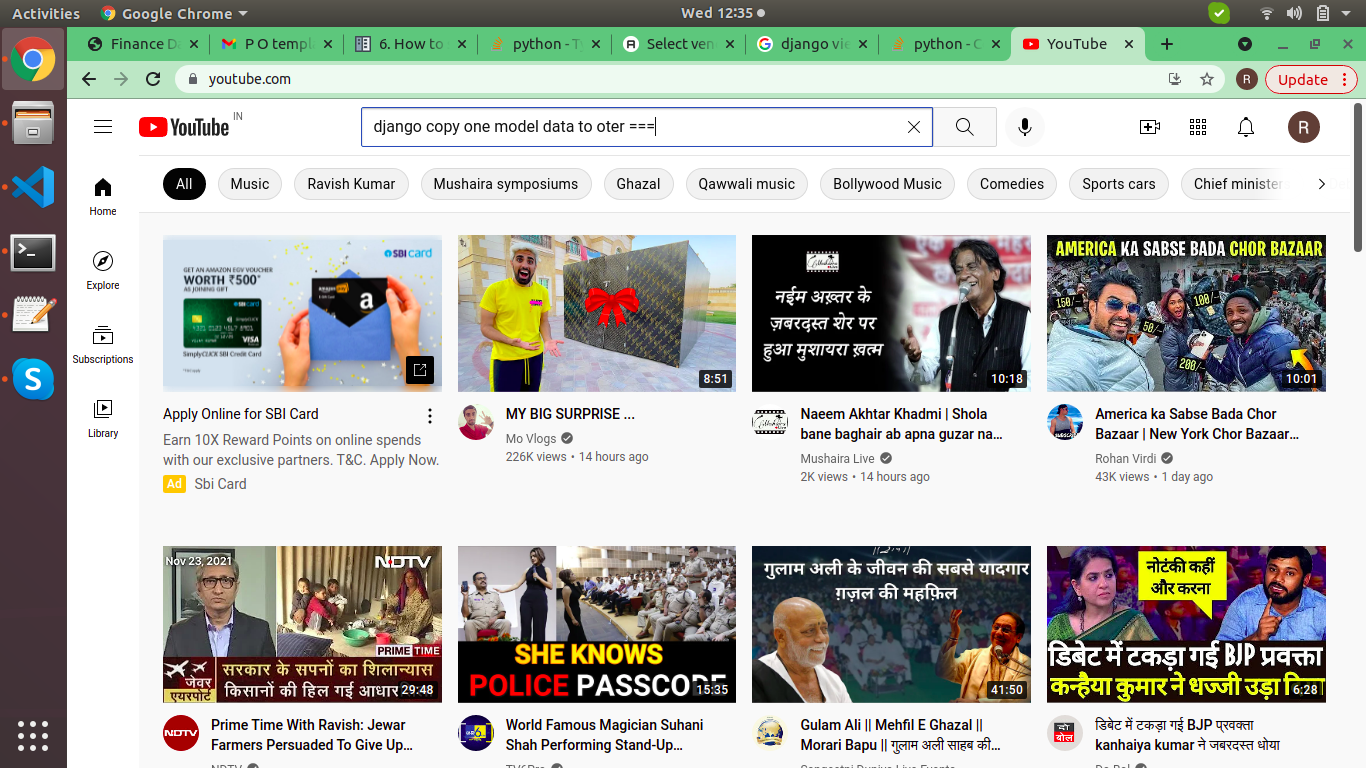 Activities
Google Chrome
Wed 12:35
Finance Da
P O templ
6. How to
python - Ty
Select ven
django vie
python - C
YouTube
youtube.com
Update
YouTube IN
django copy one model data to oter ===
R
Home
Explore
Subscriptions
Library
All
Music
Ravish Kumar
Mushaira symposiums
Ghazal
Qawwali music
Bollywood Music
Comedies
Sports cars
Chief minister
SBI card
GET AN AMAZON EGV VOUCHER
WORTH ₹500*
AS JOINING GIFT
VISA
SimplyCLICK SBI Credit Card
Apply Online for SBI Card
Earn 10X Reward Points on online spends
with our exclusive partners. T&C. Apply Now.
Ad Sbi Card
8:51
MY BIG SURPRISE ...
Mo Vlogs
226K views • 14 hours ago
नईम अख़्तर के
ज़बरदस्त शेर पर
हुआ मुशायरा ख़त्म
10:18
Naeem Akhtar Khadmi | Shola
bane baghair ab apna guzar na…
Mushaira Live
2K views • 14 hours ago
AMERICA KA SABSE BADA CHOR BAZAAR
150/-
100/-
50/-
200/-
10:01
America ka Sabse Bada Chor
Bazaar | New York Chor Bazaar…
Rohan Virdi
43K views • 1 day ago
Nov 23, 2021
NDTV
PRIME TIME
जेवर
एयरपोर्ट
सरकार के सपनों का शिलान्यास
किसानों की हिल गई आधार
29:48
NDTV
Prime Time With Ravish: Jewar
Farmers Persuaded To Give Up…
NDTV
SHE KNOWS
POLICE PASSCODE
15:35
World Famous Magician Suhani
Shah Performing Stand-Up…
TV6Pro
गुलाम अली के जीवन की सबसे यादगार
ग़ज़ल की महफ़िल
41:50
Gulam Ali || Mehfil E Ghazal ||
Morari Bapu || गुलाम अली साहब की…
Sangeetni Duniya Live Events
नोटंकी कहीं
और करना
डिबेट में टकड़ा गई BJP प्रवक्ता
कन्हैया कुमार ने धज्जी उड़ा दिया
6:28
दो
बोल
डिबेट में टकड़ा गई BJP प्रवक्ता
kanhaiya kumar ने जबरदस्त धोया
Do Bol